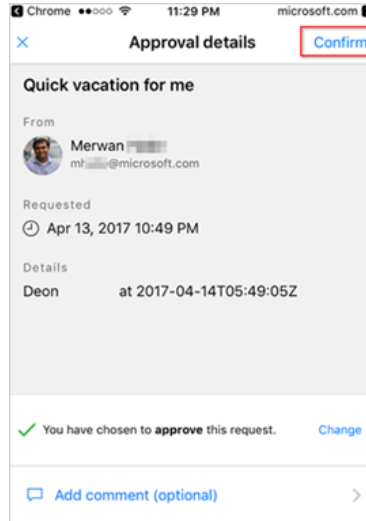 Chrome 11:29 PM microsoft.com
Approval details Confirm
Quick vacation for me
From
Merwan
@microsoft.com
Requested
Apr 13, 2017 10:49 PM
Details
Deon at 2017-04-14T05:49:05Z
You have chosen to approve this request. Change
Add comment (optional)